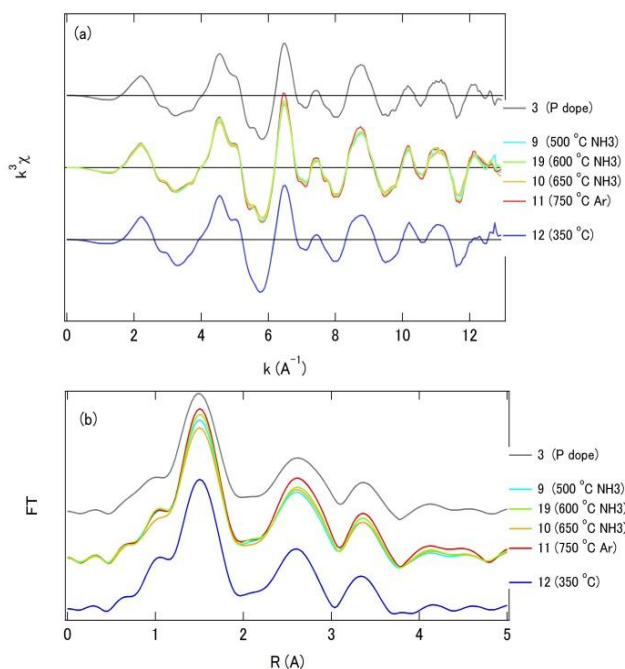 (a)
k³χ
3 (P dope)
9 (500 °C NH3)
19 (600 °C NH3)
10 (650 °C NH3)
11 (750 °C Ar)
12 (350 °C)
0 2 4 6 8 10 12
k (A⁻¹)
(b)
FT
3 (P dope)
9 (500 °C NH3)
19 (600 °C NH3)
10 (650 °C NH3)
11 (750 °C Ar)
12 (350 °C)
0 1 2 3 4 5
R (A)